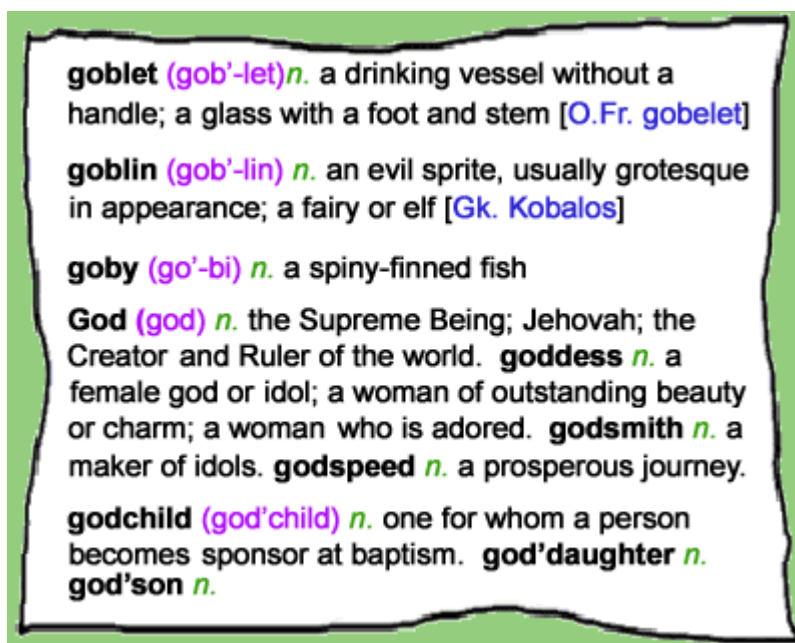 goblet (gob'-let)n. a drinking vessel without a
handle; a glass with a foot and stem [O.Fr. gobelet]
goblin (gob'-lin) n. an evil sprite, usually grotesque
in appearance; a fairy or elf [Gk. Kobalos]
goby (go'-bi) n. a spiny-finned fish
God (god) n. the Supreme Being; Jehovah; the
Creator and Ruler of the world. goddess n. a
female god or idol; a woman of outstanding beauty
or charm; a woman who is adored. godsmith n. a
maker of idols. godspeed n. a prosperous journey.
godchild (god'child) n. one for whom a person
becomes sponsor at baptism. god'daughter n.
god'son n.